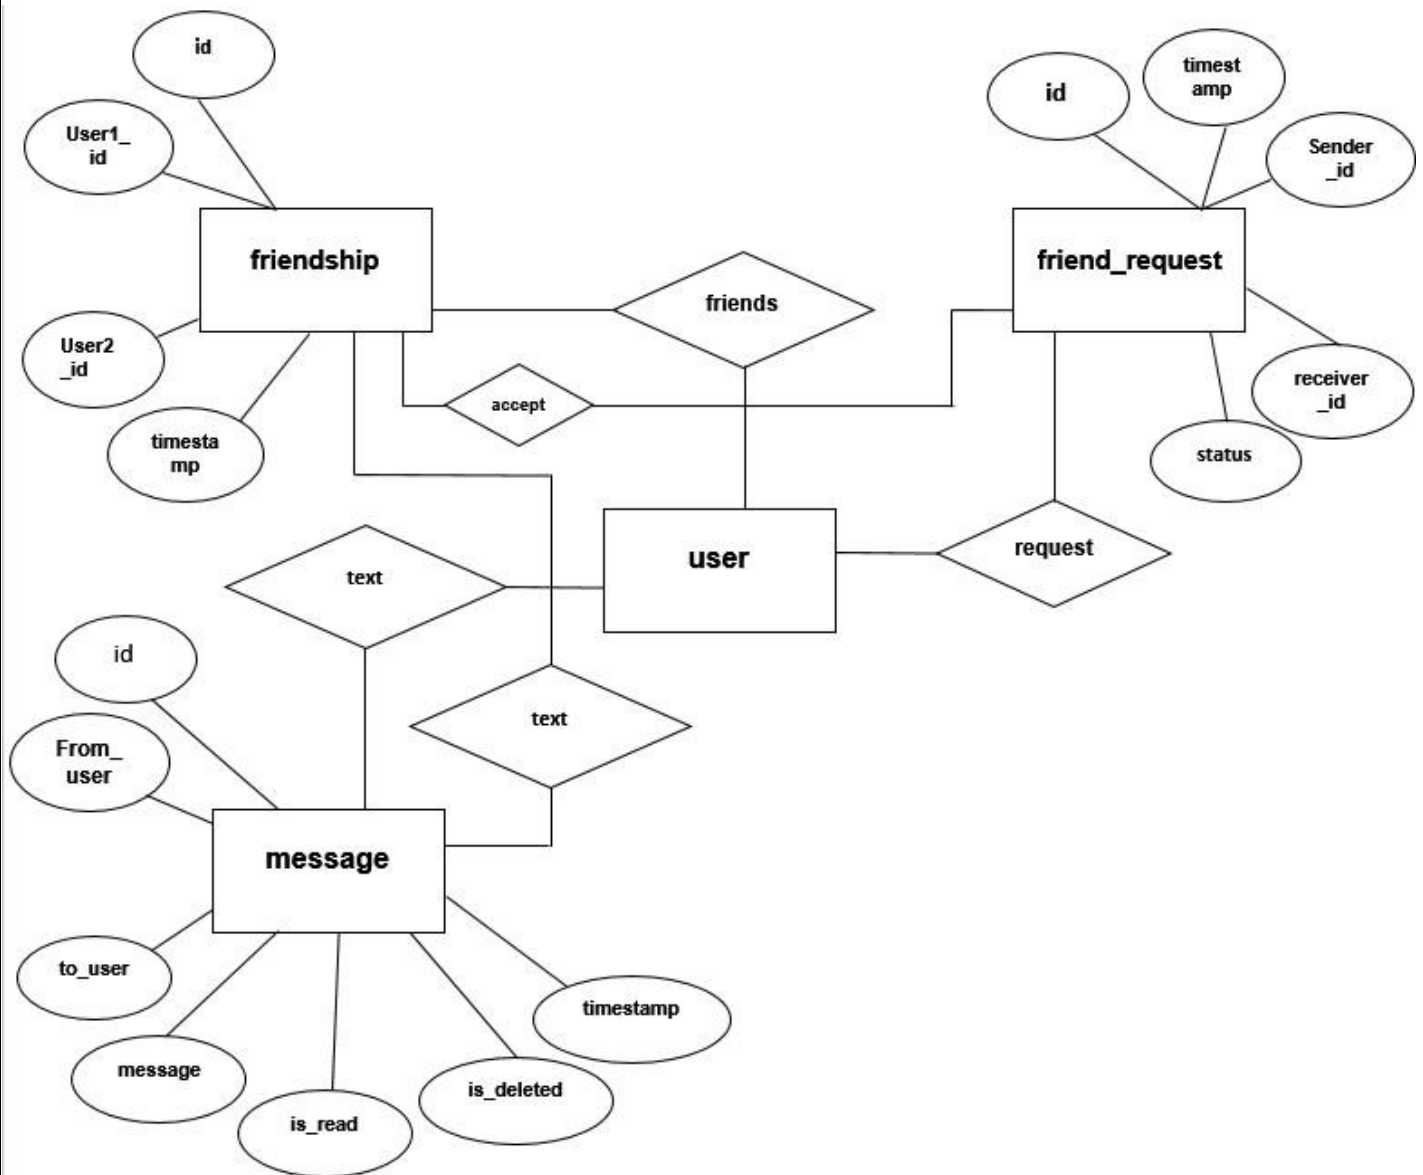 id
User1_
id
friendship
User2
_id
timesta
mp
friends
accept
id
timest
amp
Sender
_id
friend_request
receiver
_id
status
request
user
text
text
id
From_
user
message
to_user
message
is_read
is_deleted
timestamp